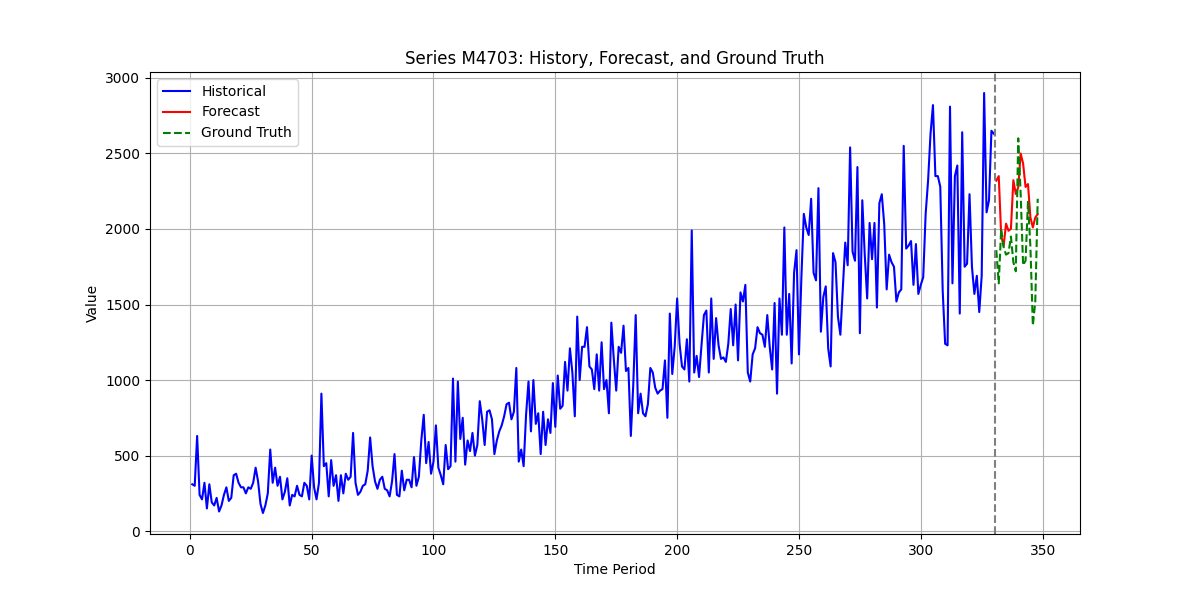 Series M4703: History, Forecast, and Ground Truth
Historical
Forecast
Ground Truth
3000
2500
2000
1500
1000
500
0
Value
0 50 100 150 200 250 300 350
Time Period